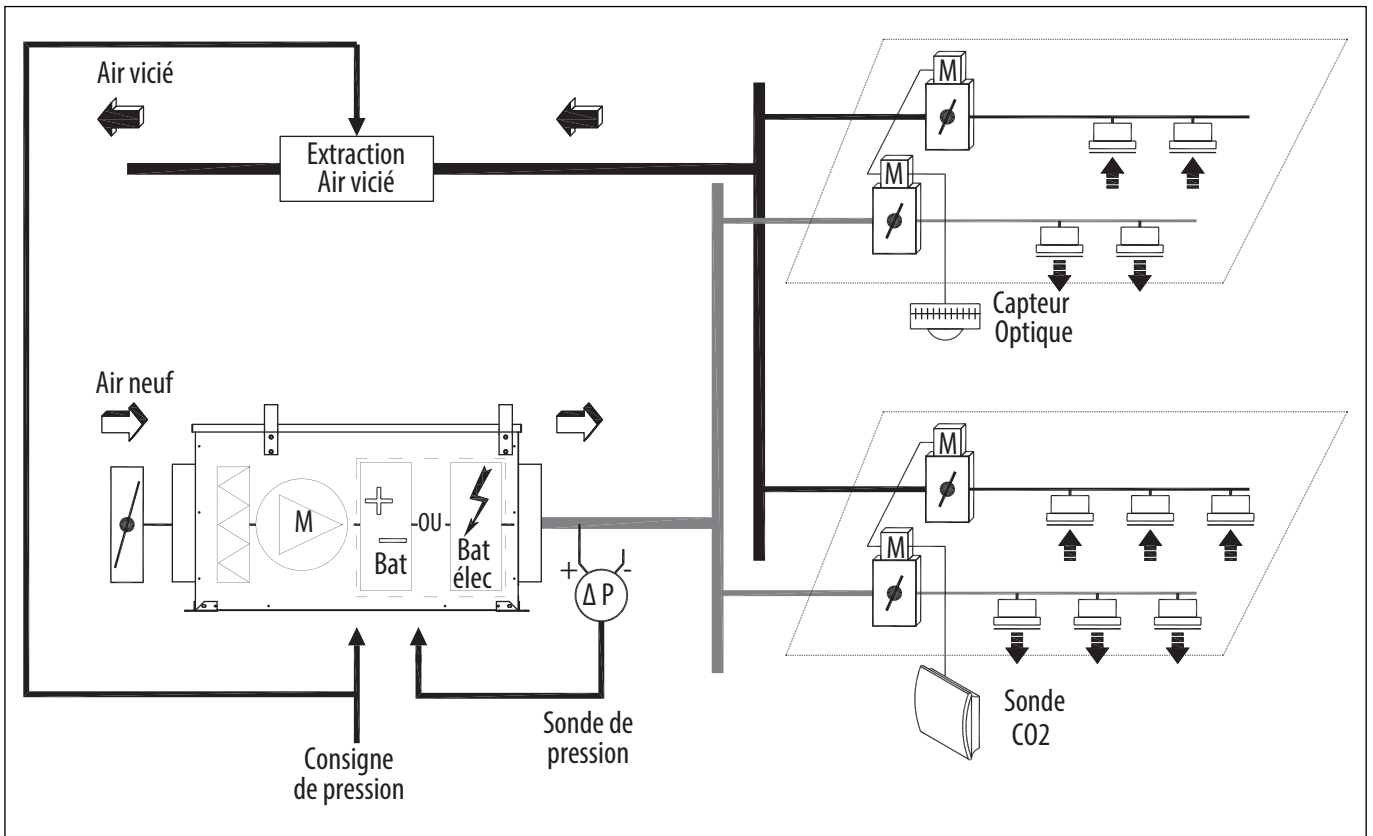 Air vicié
Extraction
Air vicié
M
M
Capteur
Optique
Air neuf
M
+
-
Bat
OU
Bat
élec
+
-
Δ P
Consigne
de pression
Sonde de
pression
M
M
Sonde
CO2